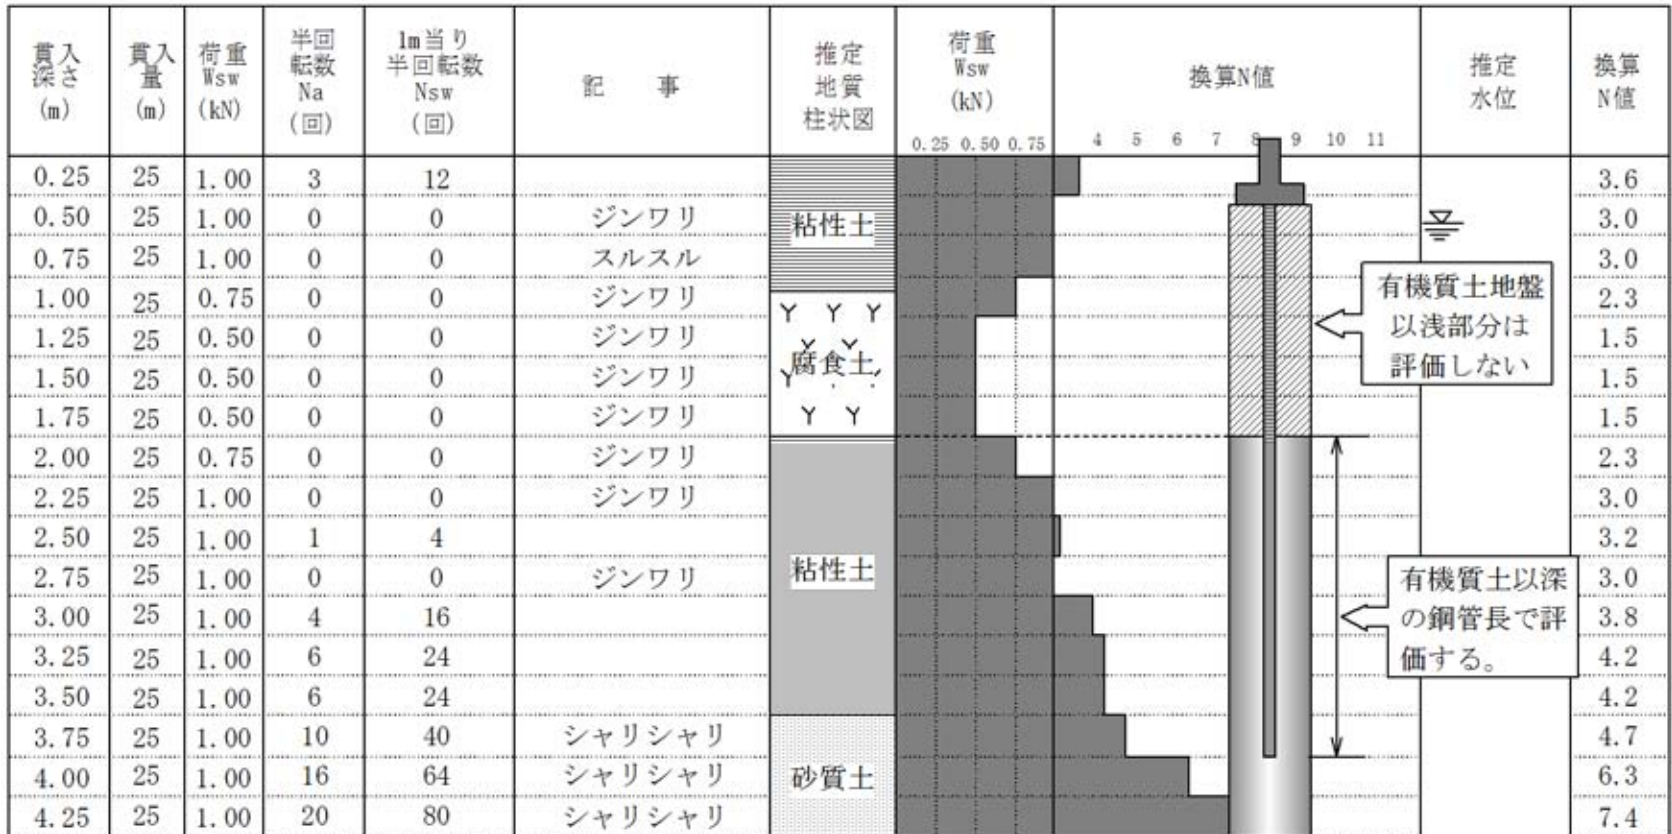 貫入深さ(m) 貫入量(m) 荷重Wsw(kN) 半回転数Na(回) 1m当り半回転数Nsw(回) 記 事 推定地質柱状図 荷重Wsw(kN) 換算N値 推定水位 換算N値
0.25 0.50 0.75 4 5 6 7 8 9 10 11
0.25 25 1.00 3 12 3.6
0.50 25 1.00 0 0 ジンワリ 粘性土 3.0
0.75 25 1.00 0 0 スルスル 3.0
1.00 25 0.75 0 0 ジンワリ 2.3
1.25 25 0.50 0 0 ジンワリ 1.5
1.50 25 0.50 0 0 ジンワリ 腐食土 1.5
1.75 25 0.50 0 0 ジンワリ 1.5
有機質土地盤
以浅部分は
評価しない
2.00 25 0.75 0 0 ジンワリ 2.3
2.25 25 1.00 0 0 ジンワリ 3.0
2.50 25 1.00 1 4 3.2
2.75 25 1.00 0 0 ジンワリ 粘性土 3.0
3.00 25 1.00 4 16 3.8
3.25 25 1.00 6 24 4.2
3.50 25 1.00 6 24 4.2
有機質土以深
の鋼管長で評
価する。
3.75 25 1.00 10 40 シャリシャリ 4.7
4.00 25 1.00 16 64 シャリシャリ 砂質土 6.3
4.25 25 1.00 20 80 シャリシャリ 7.4